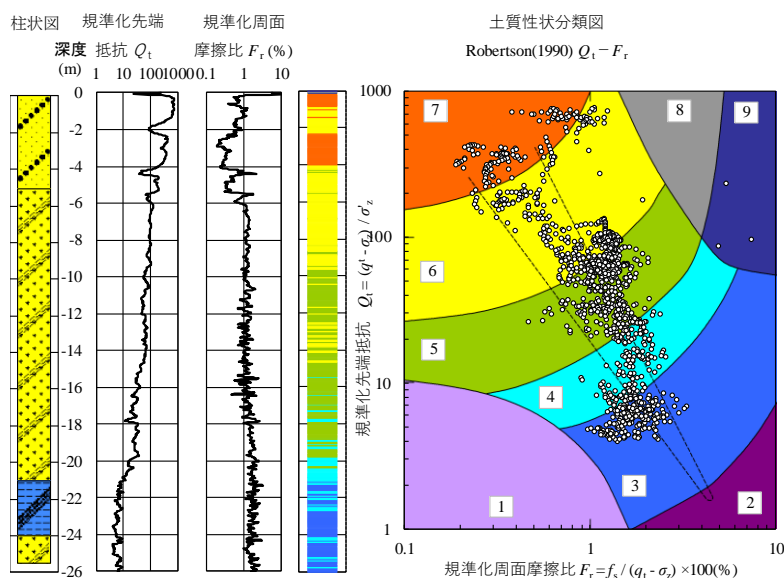 柱状図
深度
(m)
規準化先端
抵抗 Qt
1 10 100 1000
規準化周面
摩擦比 Fr (%)
0.1 1 10
0
-2
-4
-6
-8
-10
-12
-14
-16
-18
-20
-22
-24
-26
土質性状分類図
Robertson(1990) Qt－Fr
規準化先端抵抗 Qt = (qt - σz) / σ'z
1000
100
10
1
7
8
9
6
5
4
3
2
1
0.1 1 10
規準化周面摩擦比 Fr = fs / (qt - σz) ×100(%)